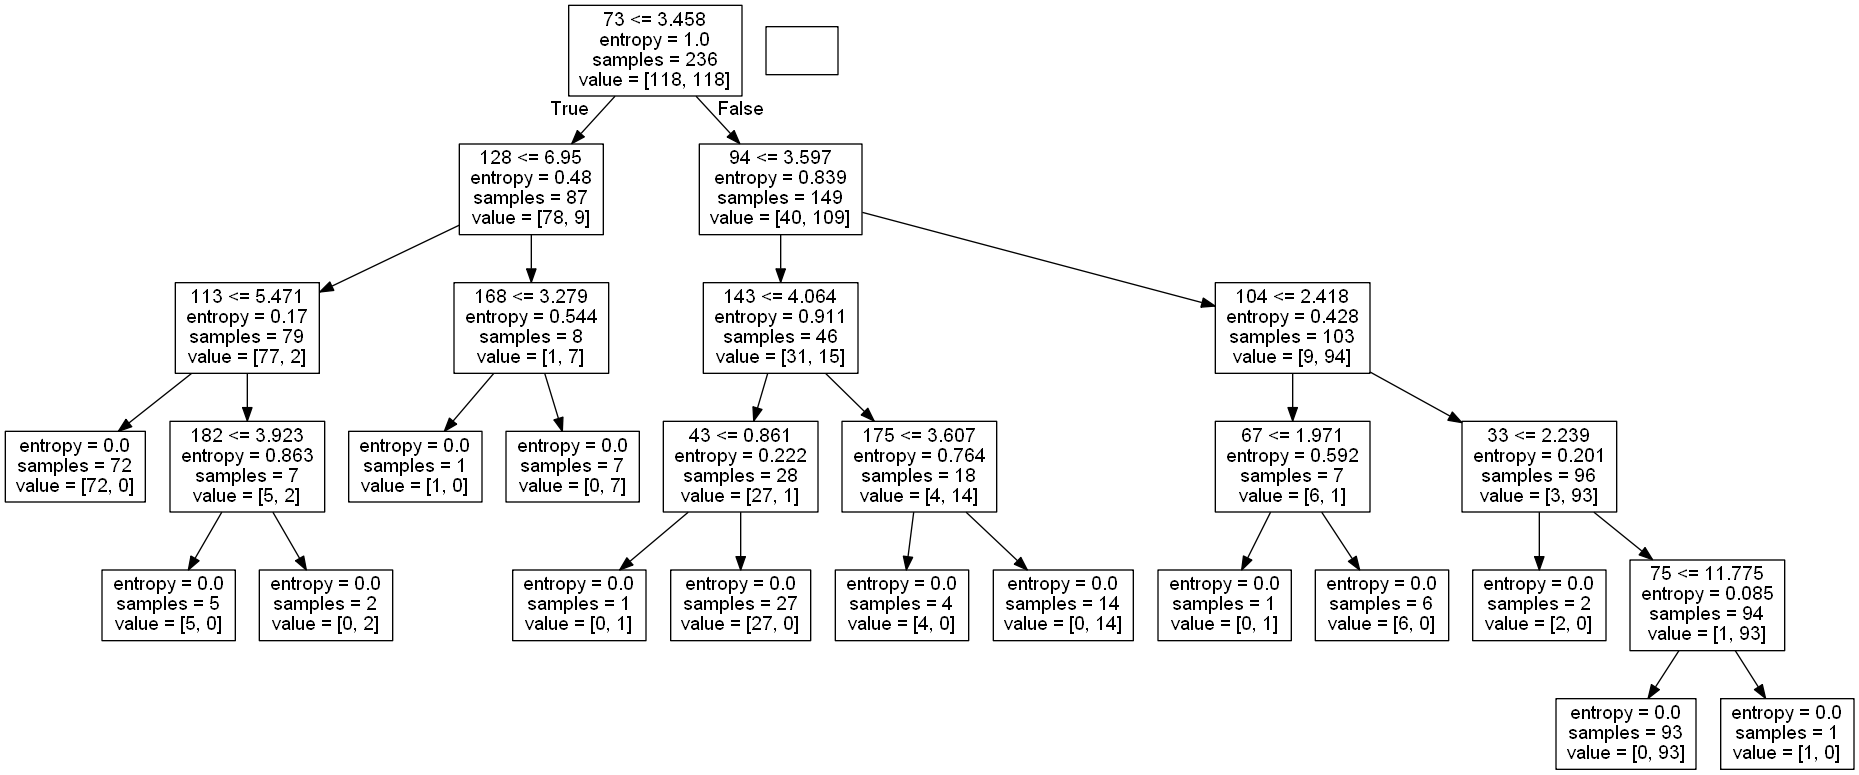 73 <= 3.458
entropy = 1.0
samples = 236
value = [118, 118]
True
False
128 <= 6.95
entropy = 0.48
samples = 87
value = [78, 9]
94 <= 3.597
entropy = 0.839
samples = 149
value = [40, 109]
113 <= 5.471
entropy = 0.17
samples = 79
value = [77, 2]
168 <= 3.279
entropy = 0.544
samples = 8
value = [1, 7]
143 <= 4.064
entropy = 0.911
samples = 46
value = [31, 15]
104 <= 2.418
entropy = 0.428
samples = 103
value = [9, 94]
entropy = 0.0
samples = 72
value = [72, 0]
182 <= 3.923
entropy = 0.863
samples = 7
value = [5, 2]
entropy = 0.0
samples = 1
value = [1, 0]
entropy = 0.0
samples = 7
value = [0, 7]
43 <= 0.861
entropy = 0.222
samples = 28
value = [27, 1]
175 <= 3.607
entropy = 0.764
samples = 18
value = [4, 14]
67 <= 1.971
entropy = 0.592
samples = 7
value = [6, 1]
33 <= 2.239
entropy = 0.201
samples = 96
value = [3, 93]
entropy = 0.0
samples = 5
value = [5, 0]
entropy = 0.0
samples = 2
value = [0, 2]
entropy = 0.0
samples = 1
value = [0, 1]
entropy = 0.0
samples = 27
value = [27, 0]
entropy = 0.0
samples = 4
value = [4, 0]
entropy = 0.0
samples = 14
value = [0, 14]
entropy = 0.0
samples = 1
value = [0, 1]
entropy = 0.0
samples = 6
value = [6, 0]
entropy = 0.0
samples = 2
value = [2, 0]
75 <= 11.775
entropy = 0.085
samples = 94
value = [1, 93]
entropy = 0.0
samples = 93
value = [0, 93]
entropy = 0.0
samples = 1
value = [1, 0]